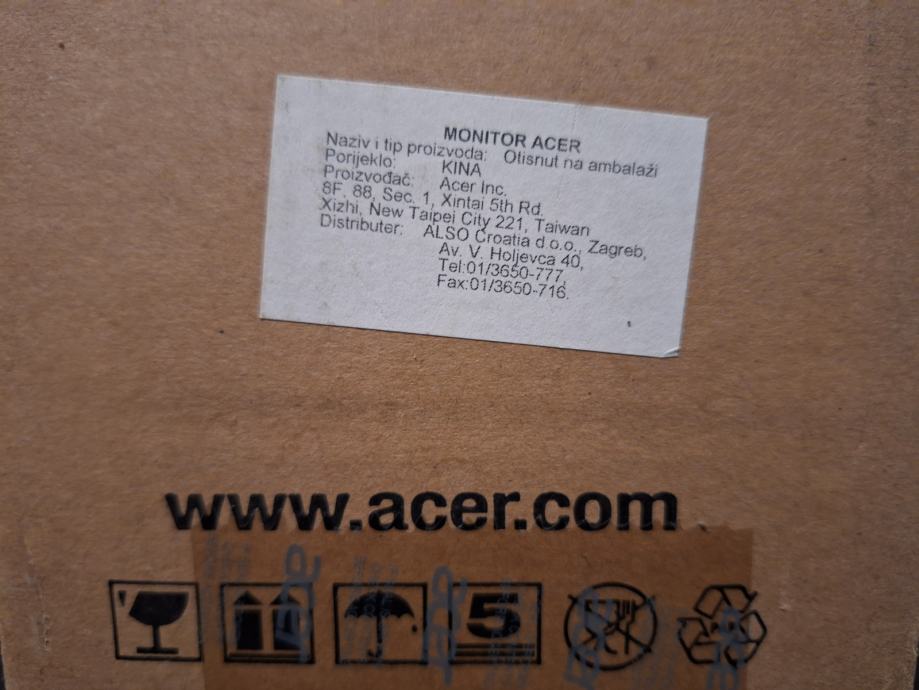 MONITOR ACER
Naziv i tip proizvoda: Otisnut na ambalaži
Porijeklo: KINA
Proizvođač: Acer Inc.
8F. 88, Sec. 1, Xintai 5th Rd.
Xizhi, New Taipei City 221, Taiwan
Distributer: ALSO Croatia d.o.o., Zagreb,
Av. V. Holjevca 40,
Tel:01/3650-777,
Fax:01/3650-716.
www.acer.com
5